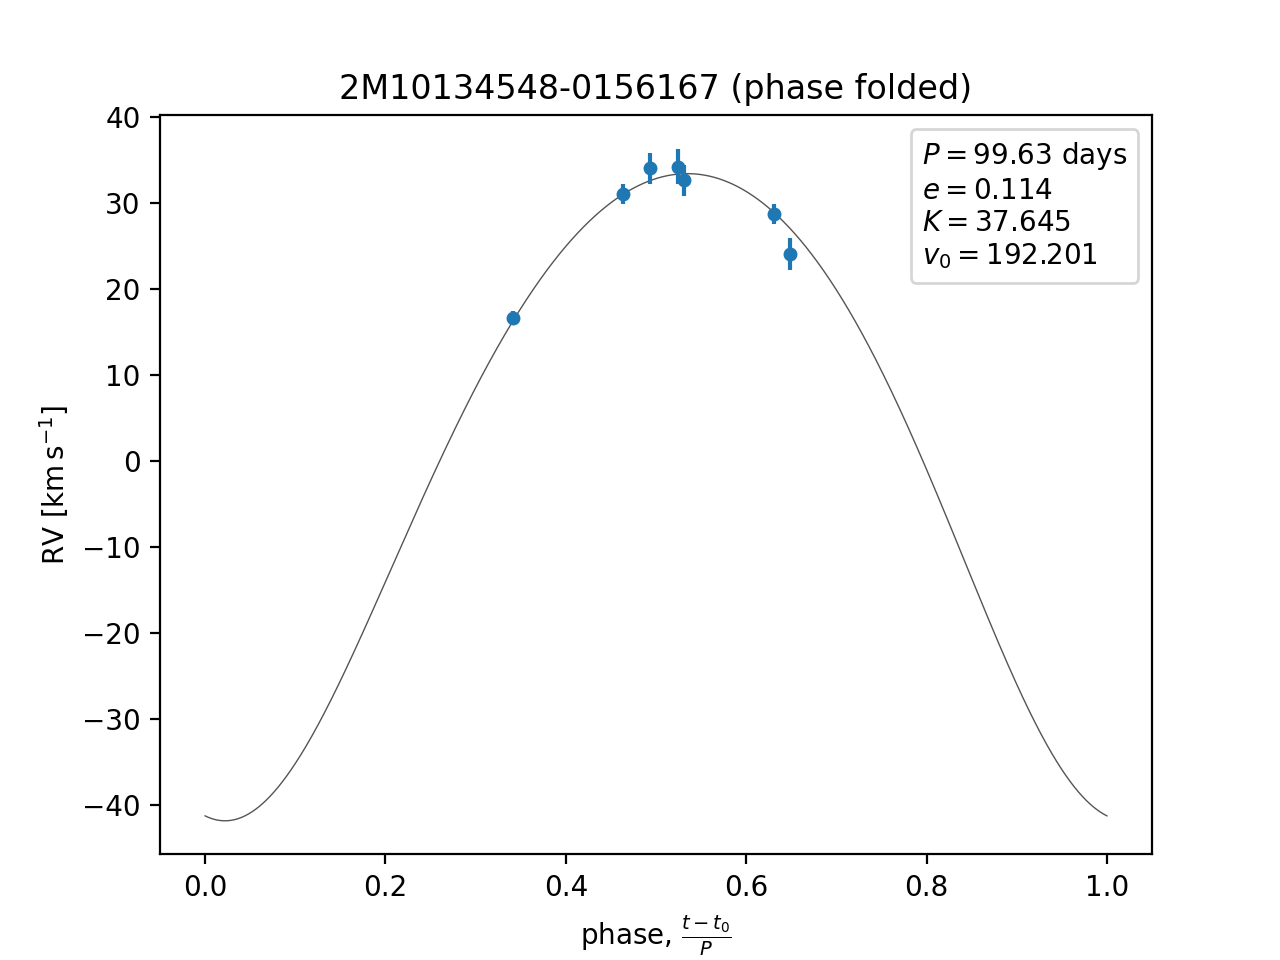 2M10134548-0156167 (phase folded)
P = 99.63 days
e = 0.114
K = 37.645
v₀ = 192.201
RV [km s⁻¹]
40
30
20
10
0
−10
−20
−30
−40
0.0 0.2 0.4 0.6 0.8 1.0
phase, (t − t₀)/P